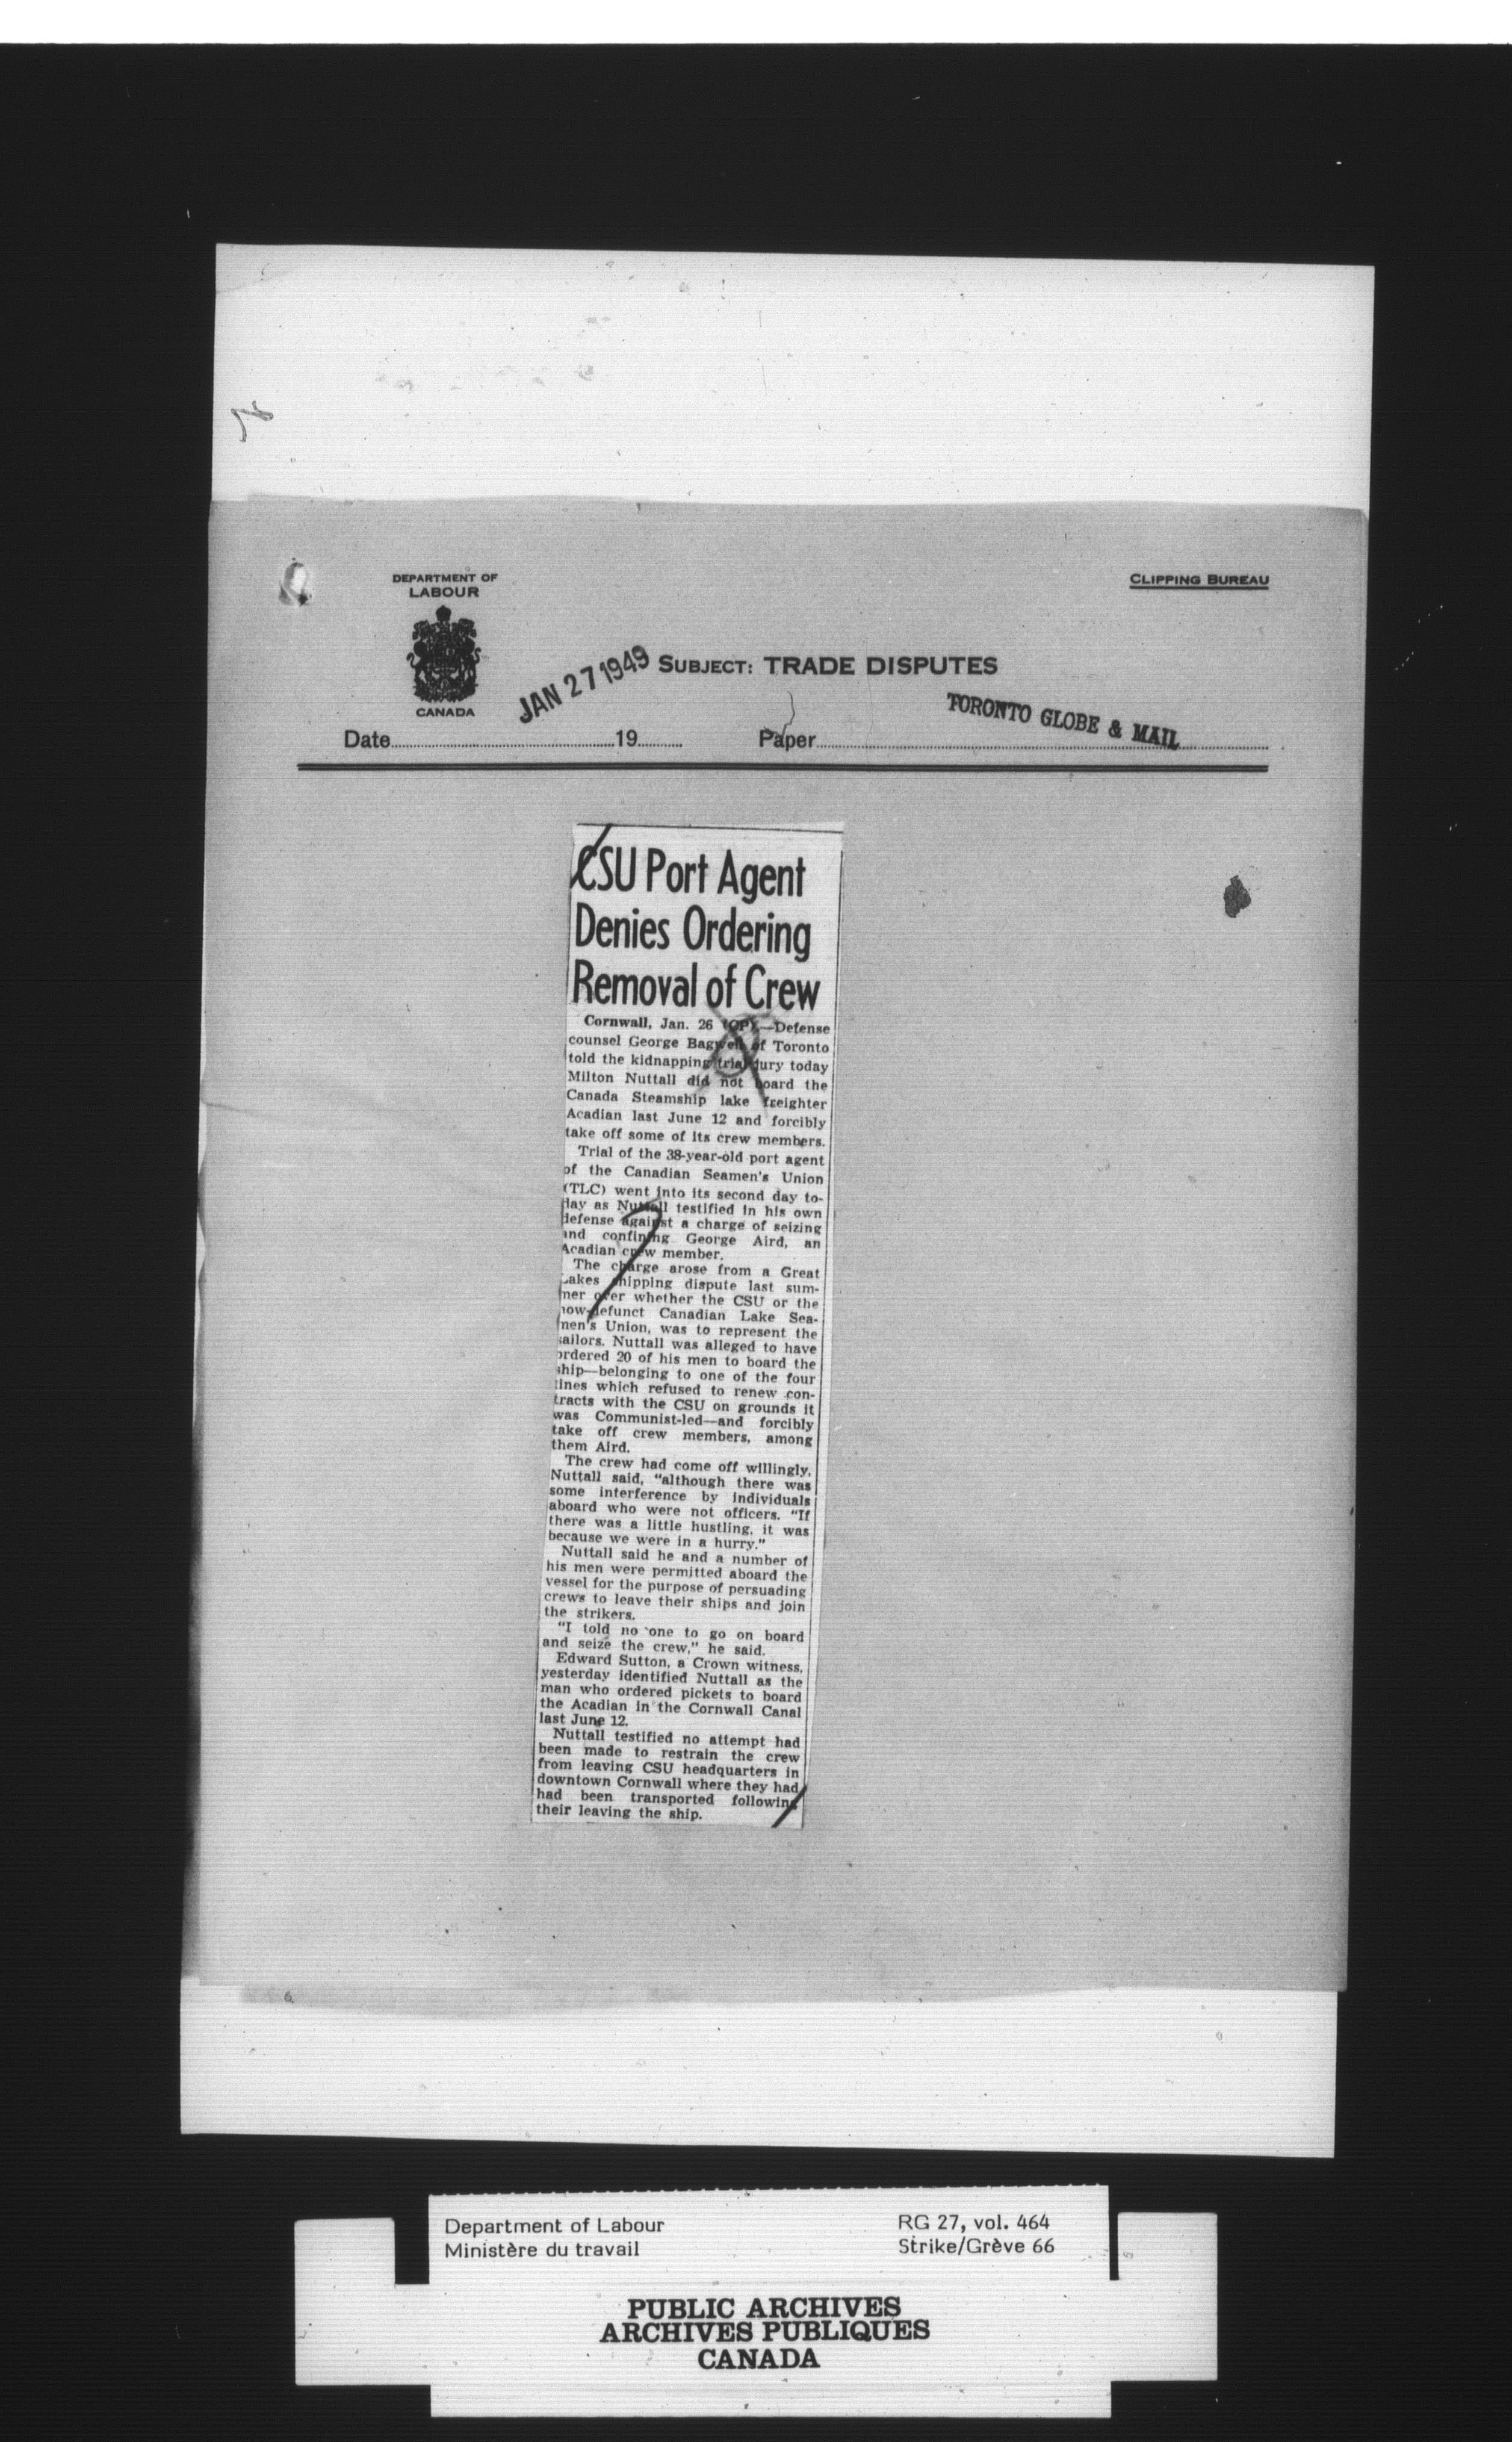 DEPARTMENT OF
LABOUR
CANADA
CLIPPING BUREAU
JAN 27 1949
SUBJECT: TRADE DISPUTES
TORONTO GLOBE & MAIL
Date 19 Paper
CSU Port Agent
Denies Ordering
Removal of Crew
Cornwall, Jan. 26 (CP).—Defense
counsel George Bagwell of Toronto
told the kidnapping trial jury today
Milton Nuttall did not board the
Canada Steamship lake freighter
Acadian last June 12 and forcibly
take off some of its crew members.
Trial of the 38-year-old port agent
of the Canadian Seamen's Union
(TLC) went into its second day to-
day as Nuttall testified in his own
defense against a charge of seizing
and confining George Aird, an
Acadian crew member.
The charge arose from a Great
Lakes shipping dispute last sum-
mer over whether the CSU or the
now-defunct Canadian Lake Sea-
men's Union, was to represent the
sailors. Nuttall was alleged to have
ordered 20 of his men to board the
ship—belonging to one of the four
lines which refused to renew con-
tracts with the CSU on grounds it
was Communist-led—and forcibly
take off crew members, among
them Aird.
The crew had come off willingly,
Nuttall said, "although there was
some interference by individuals
aboard who were not officers. "If
there was a little hustling, it was
because we were in a hurry."
Nuttall said he and a number of
his men were permitted aboard the
vessel for the purpose of persuading
crews to leave their ships and join
the strikers.
"I told no one to go on board
and seize the crew," he said.
Edward Sutton, a Crown witness,
yesterday identified Nuttall as the
man who ordered pickets to board
the Acadian in the Cornwall Canal
last June 12.
Nuttall testified no attempt had
been made to restrain the crew
from leaving CSU headquarters in
downtown Cornwall where they had
had been transported following
their leaving the ship.
Department of Labour
Ministère du travail
RG 27, vol. 464
Strike/Grève 66
PUBLIC ARCHIVES
ARCHIVES PUBLIQUES
CANADA